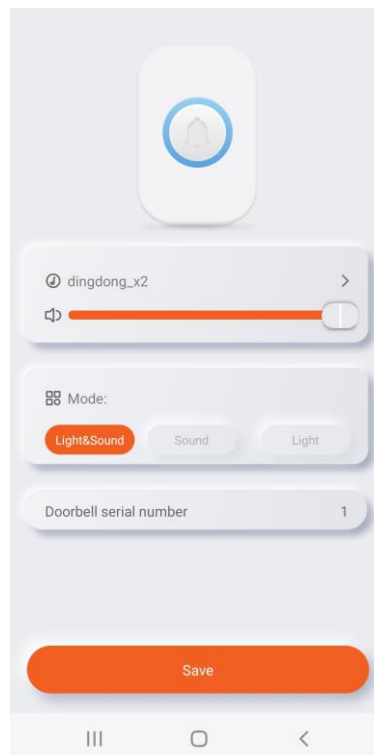 dingdong_x2
Mode:
Light&Sound Sound Light
Doorbell serial number 1
Save